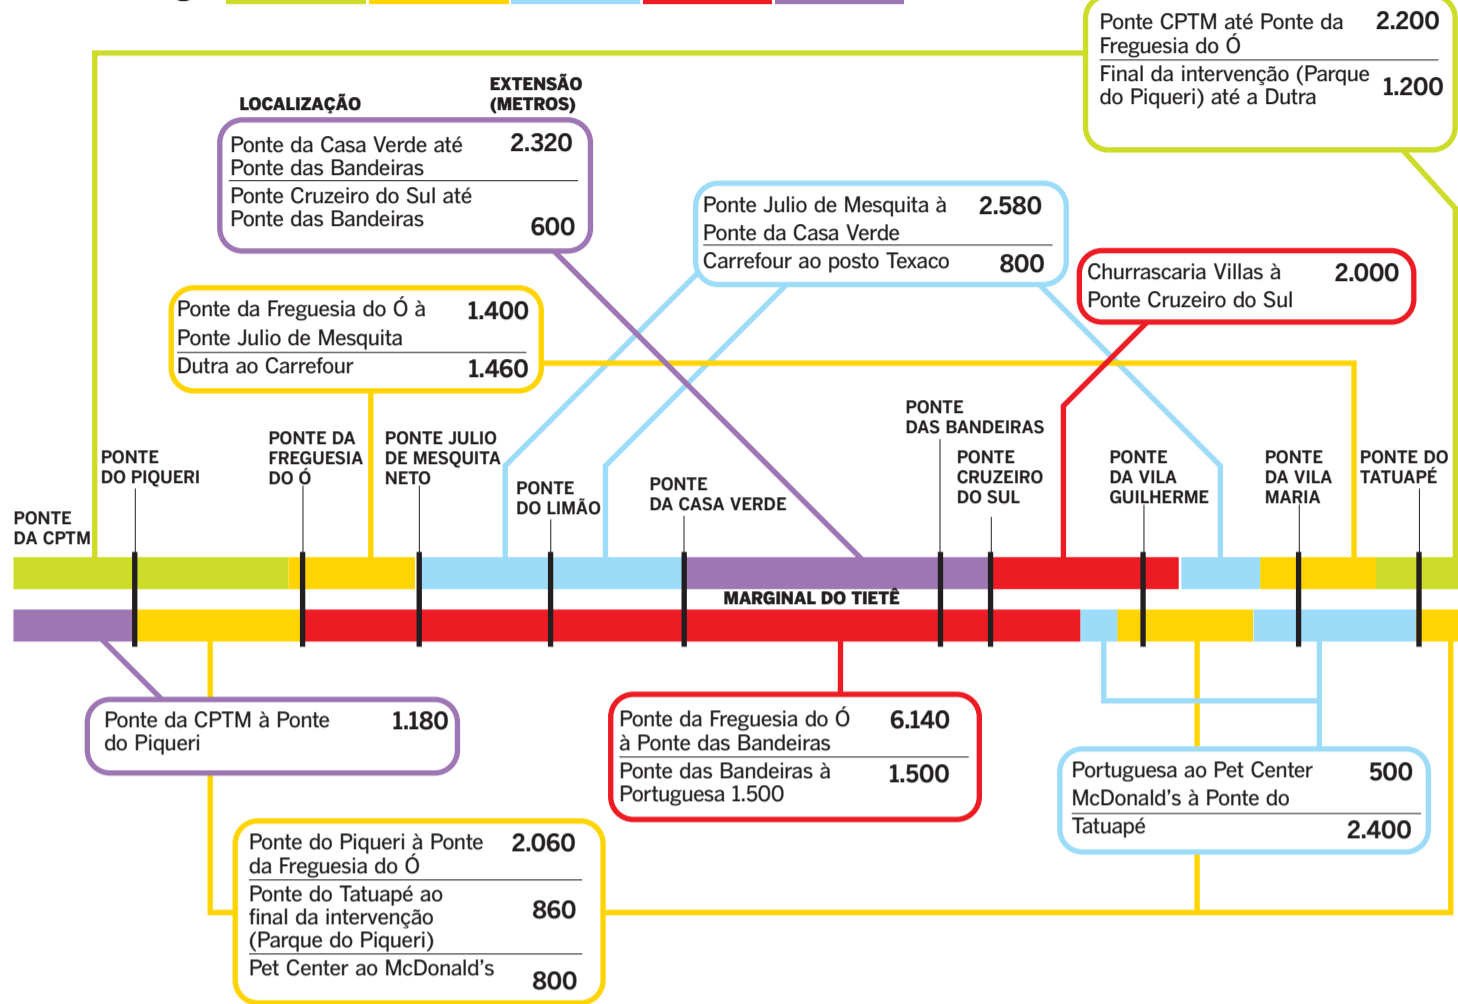 Ponte CPTM até Ponte da 2.200
Freguesia do Ó
Final da intervenção (Parque 1.200
do Piqueri) até a Dutra
LOCALIZAÇÃO
EXTENSÃO
(METROS)
Ponte da Casa Verde até 2.320
Ponte das Bandeiras
Ponte Cruzeiro do Sul até
Ponte das Bandeiras 600
Ponte Julio de Mesquita à 2.580
Ponte da Casa Verde
Carrefour ao posto Texaco 800
Churrascaria Villas à 2.000
Ponte Cruzeiro do Sul
Ponte da Freguesia do Ó à 1.400
Ponte Julio de Mesquita
Dutra ao Carrefour 1.460
PONTE
DA CPTM
PONTE
DO PIQUERI
PONTE DA
FREGUESIA
DO Ó
PONTE JULIO
DE MESQUITA
NETO
PONTE
DO LIMÃO
PONTE
DA CASA VERDE
PONTE
DAS BANDEIRAS
PONTE
CRUZEIRO
DO SUL
PONTE
DA VILA
GUILHERME
PONTE
DA VILA
MARIA
PONTE DO
TATUAPÉ
MARGINAL DO TIETÊ
Ponte da CPTM à Ponte 1.180
do Piqueri
Ponte da Freguesia do Ó 6.140
à Ponte das Bandeiras
Ponte das Bandeiras à 1.500
Portuguesa 1.500
Portuguesa ao Pet Center 500
McDonald's à Ponte do
Tatuapé 2.400
Ponte do Piqueri à Ponte 2.060
da Freguesia do Ó
Ponte do Tatuapé ao
final da intervenção 860
(Parque do Piqueri)
Pet Center ao McDonald's 800